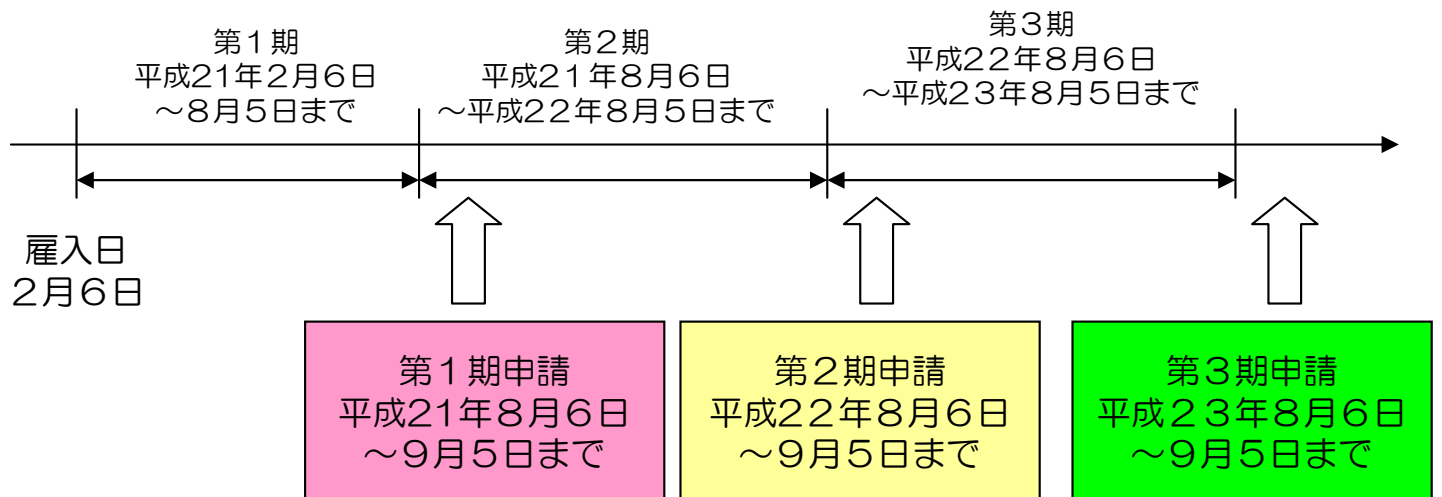 第１期
平成21年２月６日
～８月５日まで
第２期
平成21年８月６日
～平成22年８月５日まで
第３期
平成22年８月６日
～平成23年８月５日まで
雇入日
２月６日
第１期申請
平成21年８月６日
～９月５日まで
第２期申請
平成22年８月６日
～９月５日まで
第３期申請
平成２３年８月６日
～９月５日まで